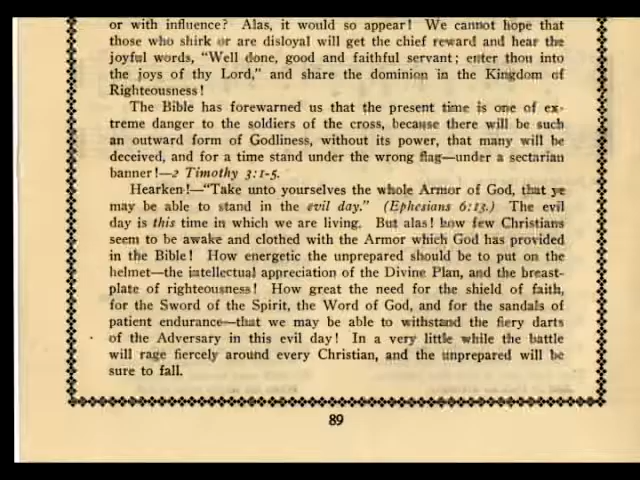 or with influence? Alas, it would so appear! We cannot hope that
those who shirk or are disloyal will get the chief reward and hear the
joyful words, "Well done, good and faithful servant; enter thou into
the joys of thy Lord," and share the dominion in the Kingdom of
Righteousness!
The Bible has forewarned us that the present time is one of ex-
treme danger to the soldiers of the cross, because there will be such
an outward form of Godliness, without its power, that many will be
deceived, and for a time stand under the wrong flag—under a sectarian
banner!—2 Timothy 3:1-5.
Hearken!—"Take unto yourselves the whole Armor of God, that ye
may be able to stand in the evil day." (Ephesians 6:13.) The evil
day is this time in which we are living. But alas! how few Christians
seem to be awake and clothed with the Armor which God has provided
in the Bible! How energetic the unprepared should be to put on the
helmet—the intellectual appreciation of the Divine Plan, and the breast-
plate of righteousness! How great the need for the shield of faith,
for the Sword of the Spirit, the Word of God, and for the sandals of
patient endurance—that we may be able to withstand the fiery darts
of the Adversary in this evil day! In a very little while the battle
will rage fiercely around every Christian, and the unprepared will be
sure to fall.
89